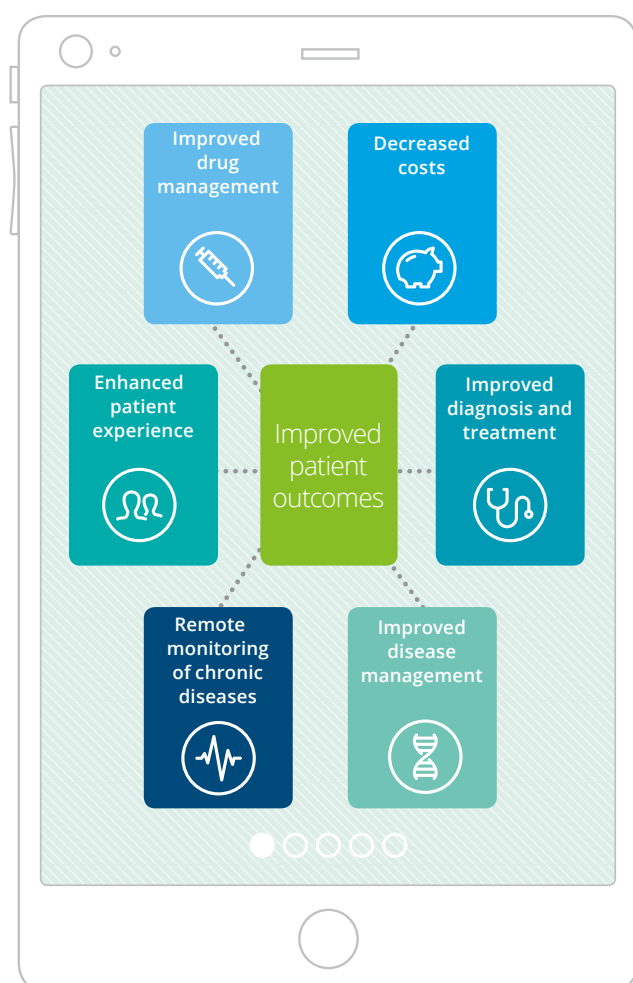 Improved
drug
management
Decreased
costs
Enhanced
patient
experience
Improved
patient
outcomes
Improved
diagnosis and
treatment
Remote
monitoring
of chronic
diseases
Improved
disease
management